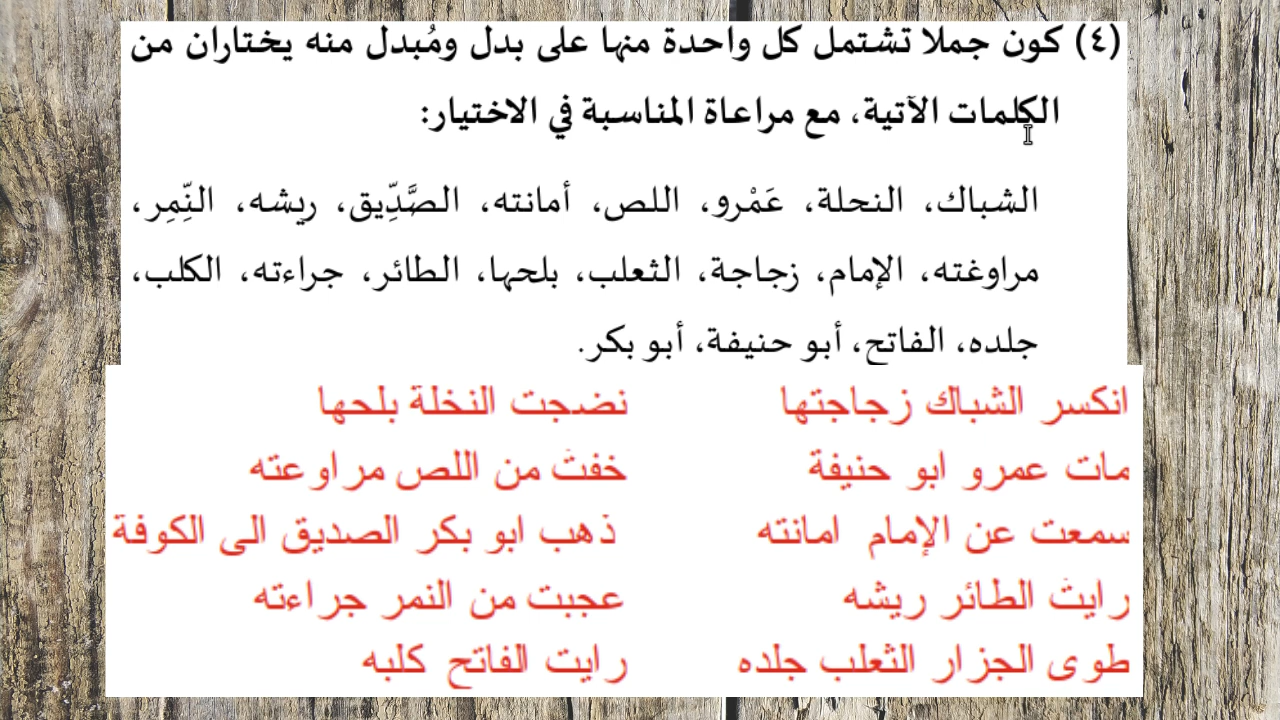 (٤) كون جملا تشتمل كل واحدة منها على بدل ومُبدل منه يختاران من
الكلمات الآتية، مع مراعاة المناسبة في الاختيار:
الشباك، النحلة، عَمْرو، اللص، أمانته، الصَّدِّيق، ريشه، النِّمِر،
مراوغته، الإمام، زجاجة، الثعلب، بلحها، الطائر، جراءته، الكلب،
جلده، الفاتح، أبو حنيفة، أبو بكر.
انكسر الشباك زجاجتها نضجت النخلة بلحها
مات عمرو ابو حنيفة خفتَ من اللص مراوعته
سمعت عن الإمام امانته ذهب ابو بكر الصديق الى الكوفة
رايتَ الطائر ريشه عجبت من النمر جراءته
طوى الجزار الثعلب جلده رايت الفاتح كلبه